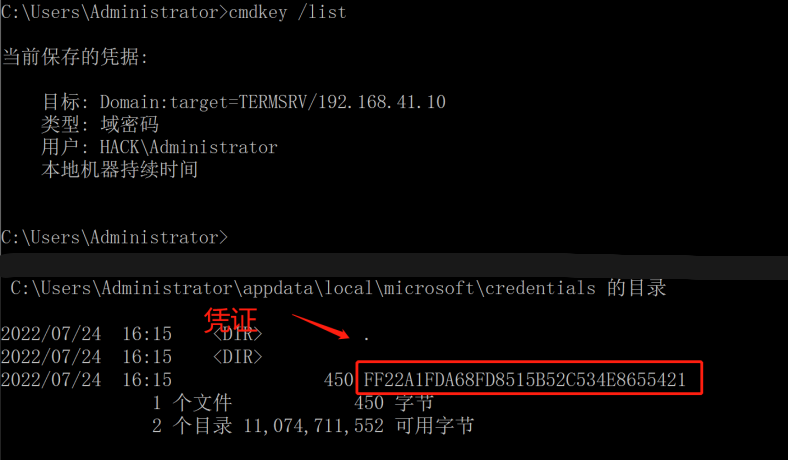 C:\Users\Administrator>cmdkey /list
当前保存的凭据:
目标: Domain:target=TERMSRV/192.168.41.10
类型: 域密码
用户: HACK\Administrator
本地机器持续时间
C:\Users\Administrator>
C:\Users\Administrator\appdata\local\microsoft\credentials 的目录
凭证
2022/07/24  16:15    <DIR>          .
2022/07/24  16:15    <DIR>
2022/07/24  16:15               450 FF22A1FDA68FD8515B52C534E8655421
1 个文件            450 字节
2 个目录 11,074,711,552 可用字节